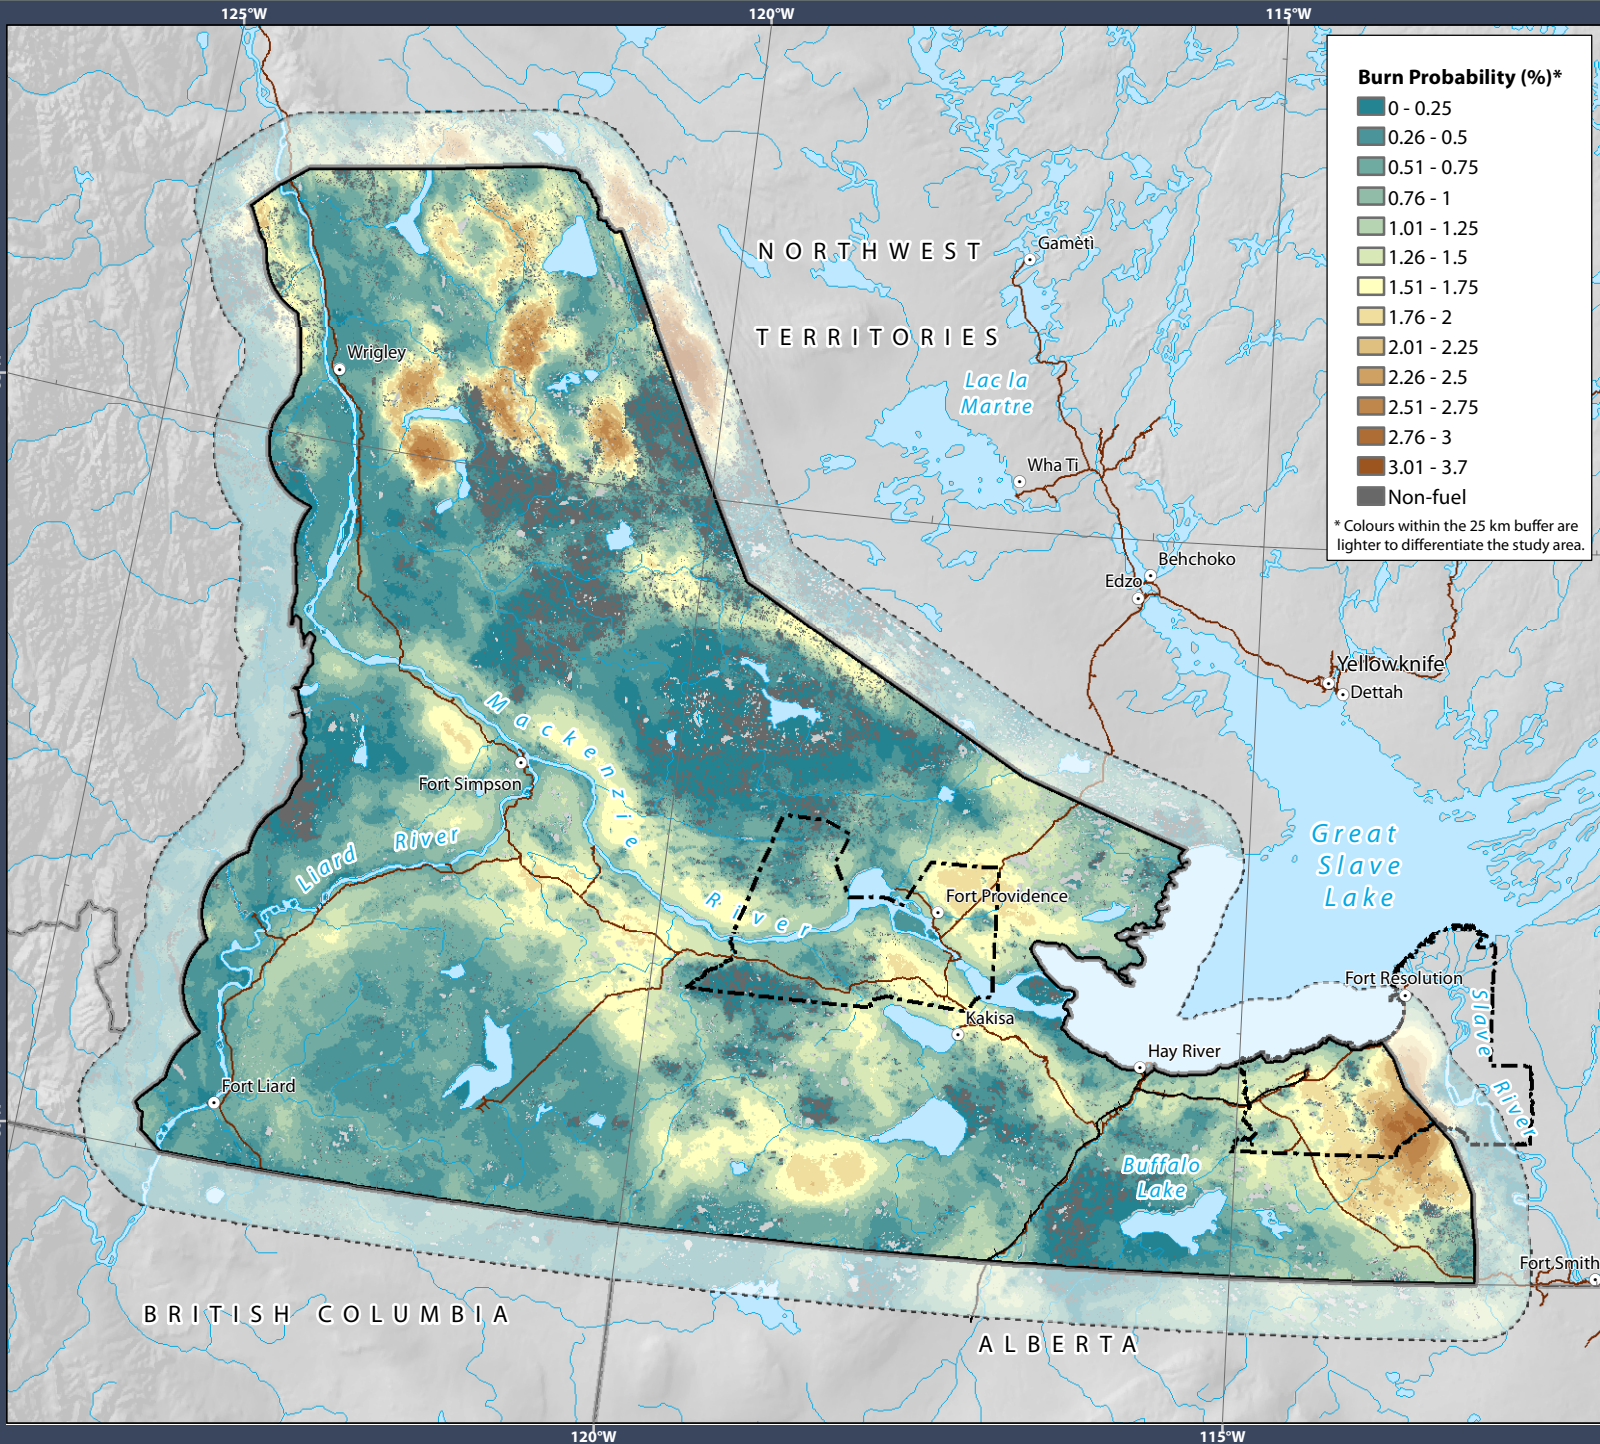 125°W
120°W
115°W
Burn Probability (%)*
0 - 0.25
0.26 - 0.5
0.51 - 0.75
0.76 - 1
1.01 - 1.25
1.26 - 1.5
1.51 - 1.75
1.76 - 2
2.01 - 2.25
2.26 - 2.5
2.51 - 2.75
2.76 - 3
3.01 - 3.7
Non-fuel
* Colours within the 25 km buffer are
lighter to differentiate the study area.
NORTHWEST
TERRITORIES
Gamètì
Wrigley
Lac la
Martre
Wha Ti
Behchoko
Edzo
Yellowknife
Dettah
Mackenzie
River
Fort Simpson
Liard River
Great
Slave
Lake
Fort Providence
Fort Resolution
Slave
River
Kakisa
Hay River
Fort Liard
Buffalo
Lake
Fort Smith
BRITISH COLUMBIA
ALBERTA
120°W
115°W